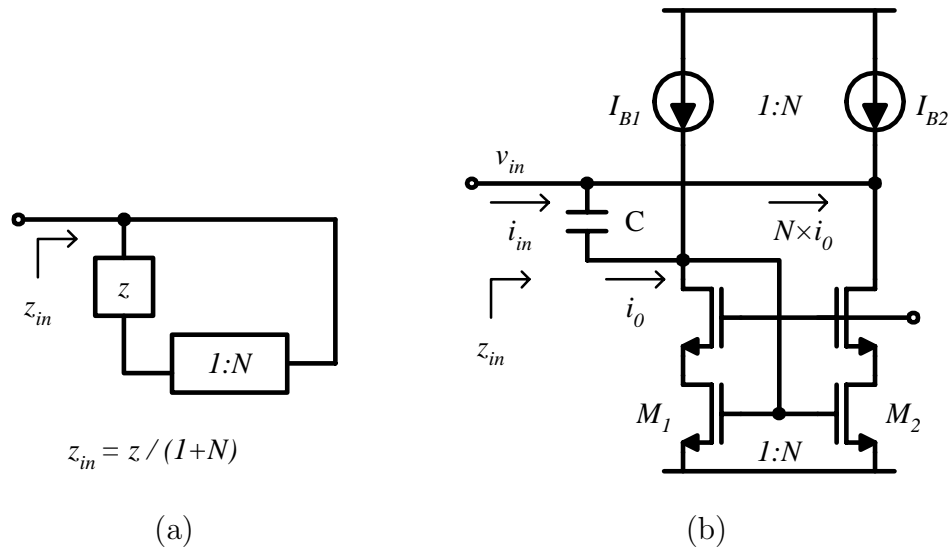 z
z_in
1:N
z_in = z / (1+N)
(a)
I_B1
1:N
I_B2
v_in
i_in
C
N×i_0
z_in
i_0
M_1
M_2
1:N
(b)